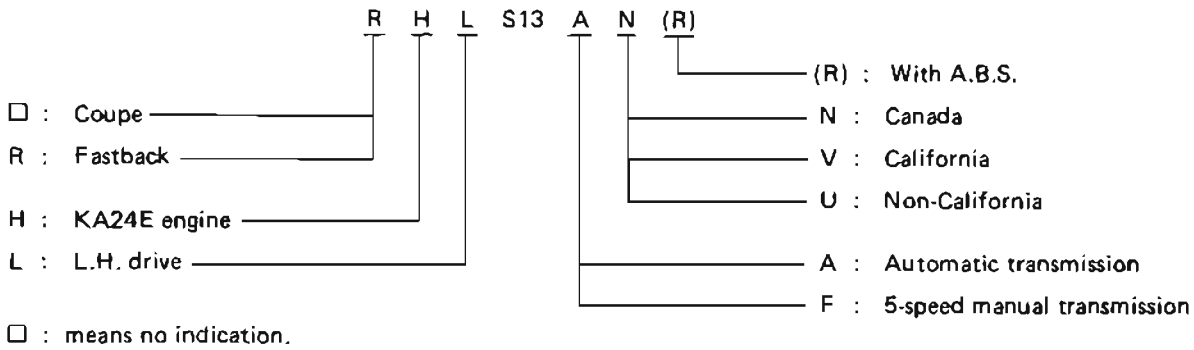 R H L S13 A N (R)
(R) : With A.B.S.
□ : Coupe
N : Canada
R : Fastback
V : California
U : Non-California
H : KA24E engine
L : L.H. drive
A : Automatic transmission
F : 5-speed manual transmission
□ : means no indication.